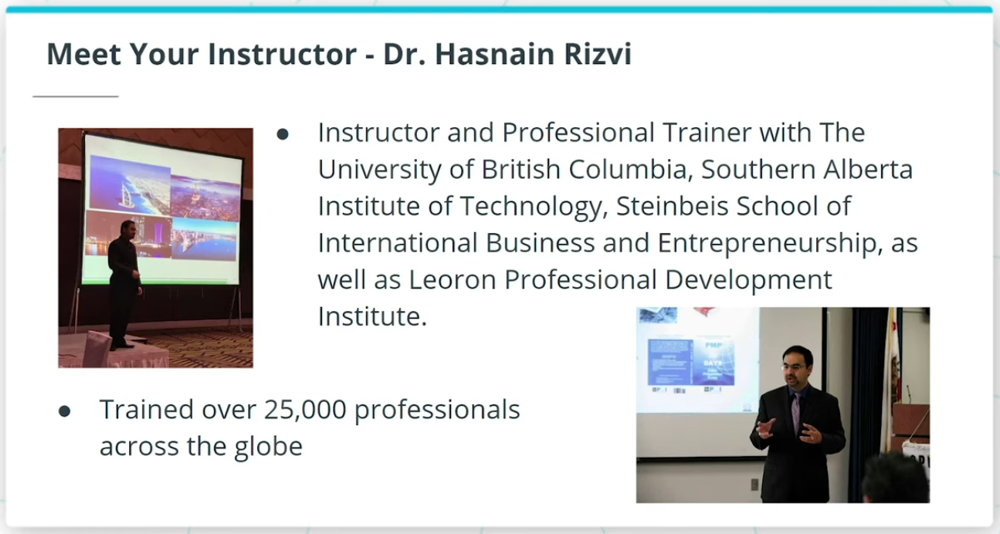 Meet Your Instructor - Dr. Hasnain Rizvi
● Instructor and Professional Trainer with The
University of British Columbia, Southern Alberta
Institute of Technology, Steinbeis School of
International Business and Entrepreneurship, as
well as Leoron Professional Development
Institute.
PMP
DAYS
● Trained over 25,000 professionals
across the globe